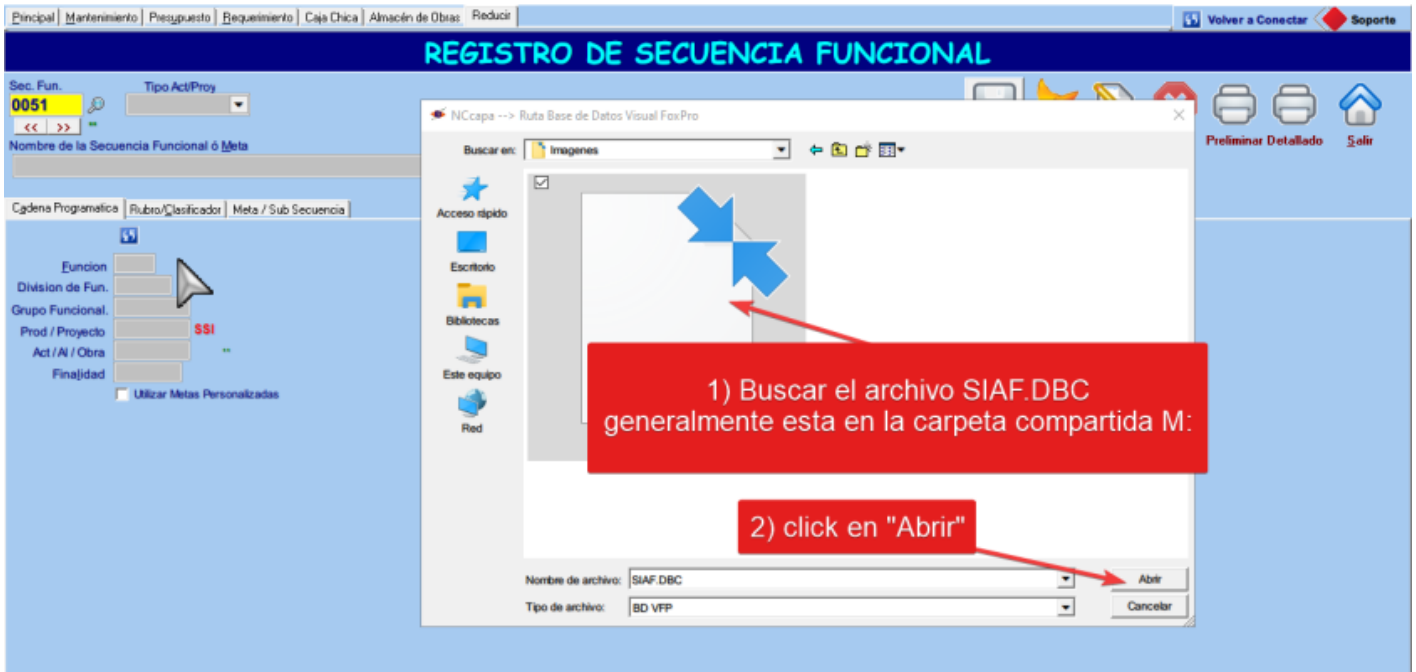 Principal Mantenimiento Presupuesto Requerimiento Caja Chica Almacén de Obras Reducir
Volver a Conectar Soporte
REGISTRO DE SECUENCIA FUNCIONAL
Sec. Fun. Tipo Act/Proy
0051
<< >> **
Nombre de la Secuencia Funcional ó Meta
Preliminar Detallado Salir
Cadena Programatica Rubro/Clasificador Meta / Sub Secuencia
Funcion
Division de Fun.
Grupo Funcional.
Prod / Proyecto SSI
Act / Al / Obra **
Finalidad
Utilizar Metas Personalizadas
NCcapa --> Ruta Base de Datos Visual FoxPro
Buscar en: Imagenes
Acceso rápido
Escritorio
Bibliotecas
Este equipo
Red
1) Buscar el archivo SIAF.DBC
generalmente esta en la carpeta compartida M:
2) click en "Abrir"
Nombre de archivo: SIAF.DBC Abrir
Tipo de archivo: BD VFP Cancelar